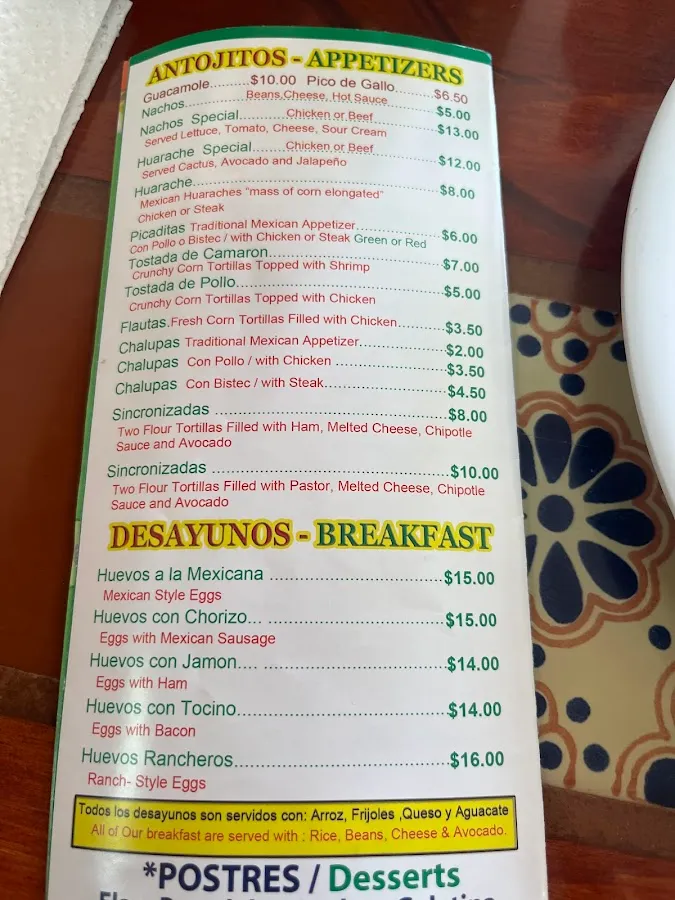 ANTOJITOS - APPETIZERS
Guacamole..........$10.00 Pico de Gallo..........$6.50
Nachos..........Beans,Cheese, Hot Sauce..........$5.00
Nachos Special..........Chicken or Beef..........$13.00
Served Lettuce, Tomato, Cheese, Sour Cream
Huarache Special..........Chicken or Beef..........$12.00
Served Cactus, Avocado and Jalapeño
Huarache..........$8.00
Mexican Huaraches "mass of corn elongated"
Chicken or Steak
Picaditas Traditional Mexican Appetizer..........$6.00
Con Pollo o Bistec / with Chicken or Steak Green or Red
Tostada de Camaron..........$7.00
Crunchy Corn Tortillas Topped with Shrimp
Tostada de Pollo..........$5.00
Crunchy Corn Tortillas Topped with Chicken
Flautas.Fresh Corn Tortillas Filled with Chicken..........$3.50
Chalupas Traditional Mexican Appetizer..........$2.00
Chalupas Con Pollo / with Chicken ..........$3.50
Chalupas Con Bistec / with Steak..........$4.50
Sincronizadas ..........$8.00
Two Flour Tortillas Filled with Ham, Melted Cheese, Chipotle
Sauce and Avocado
Sincronizadas ..........$10.00
Two Flour Tortillas Filled with Pastor, Melted Cheese, Chipotle
Sauce and Avocado
DESAYUNOS - BREAKFAST
Huevos a la Mexicana ..........$15.00
Mexican Style Eggs
Huevos con Chorizo... ..........$15.00
Eggs with Mexican Sausage
Huevos con Jamon.... ..........$14.00
Eggs with Ham
Huevos con Tocino..........$14.00
Eggs with Bacon
Huevos Rancheros..........$16.00
Ranch- Style Eggs
Todos los desayunos son servidos con: Arroz, Frijoles ,Queso y Aguacate
All of Our breakfast are served with : Rice, Beans, Cheese & Avocado.
*POSTRES / Desserts